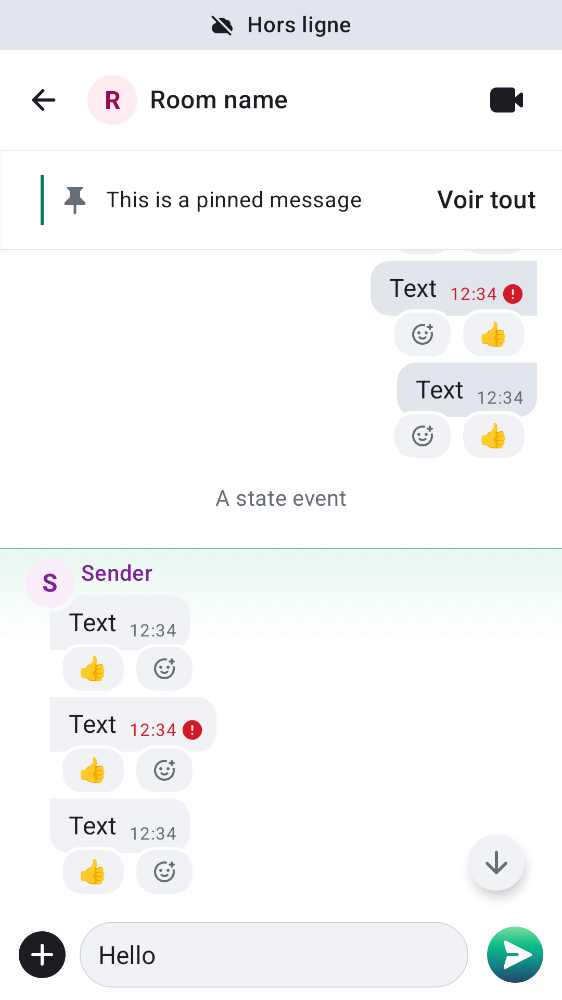 Hors ligne
R Room name
This is a pinned message Voir tout
Text 12:34
Text 12:34
A state event
S Sender
Text 12:34
Text 12:34
Text 12:34
Hello